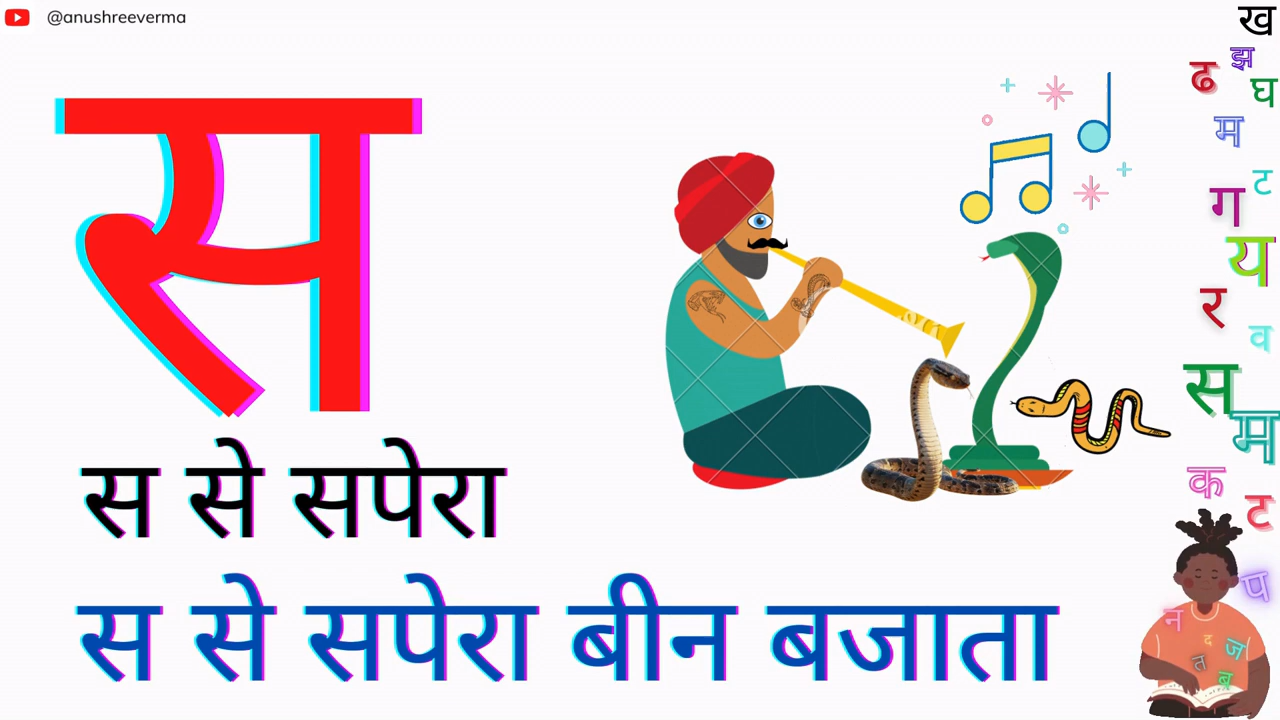 @anushreeverma
स
स से सपेरा
स से सपेरा बीन बजाता
ख
झ
ढ
घ
म
ट
ग
य
र
व
स
म
क
ट
प
न
द
ज
त
ब